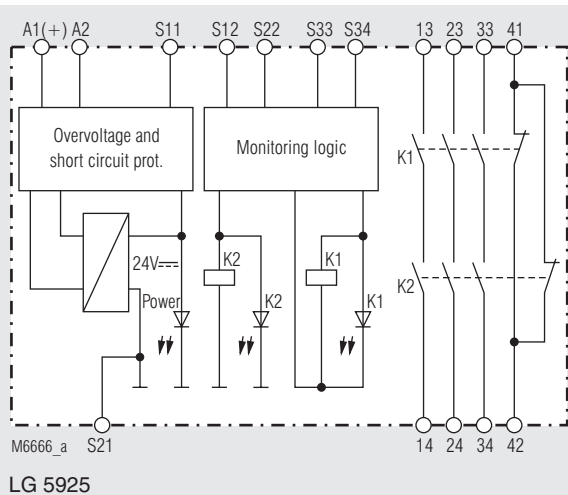 A1(+) A2 S11 S12 S22 S33 S34 13 23 33 41
Overvoltage and
short circuit prot.
Monitoring logic
K1
24V K2 K1
K2
Power K2 K1
M6666_a S21 14 24 34 42
LG 5925